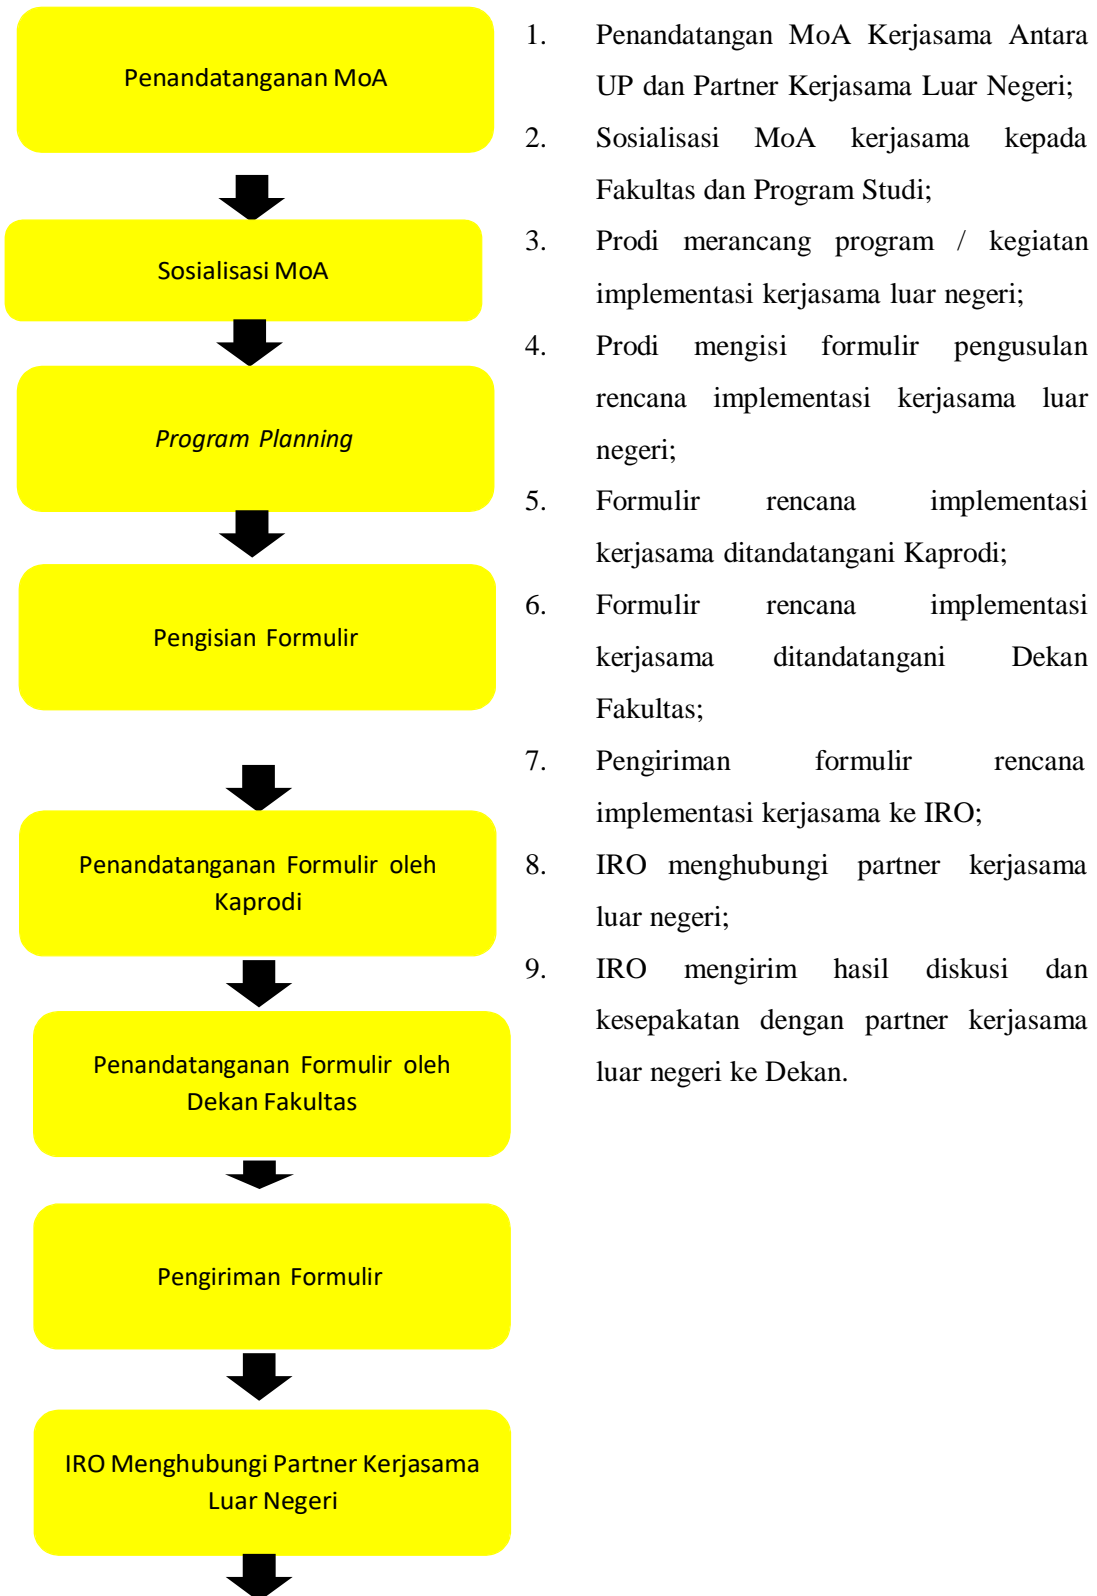 Penandatanganan MoA
Sosialisasi MoA
Program Planning
Pengisian Formulir
Penandatanganan Formulir oleh
Kaprodi
Penandatanganan Formulir oleh
Dekan Fakultas
Pengiriman Formulir
IRO Menghubungi Partner Kerjasama
Luar Negeri
1. Penandatangan MoA Kerjasama Antara
UP dan Partner Kerjasama Luar Negeri;
2. Sosialisasi MoA kerjasama kepada
Fakultas dan Program Studi;
3. Prodi merancang program / kegiatan
implementasi kerjasama luar negeri;
4. Prodi mengisi formulir pengusulan
rencana implementasi kerjasama luar
negeri;
5. Formulir rencana implementasi
kerjasama ditandatangani Kaprodi;
6. Formulir rencana implementasi
kerjasama ditandatangani Dekan
Fakultas;
7. Pengiriman formulir rencana
implementasi kerjasama ke IRO;
8. IRO menghubungi partner kerjasama
luar negeri;
9. IRO mengirim hasil diskusi dan
kesepakatan dengan partner kerjasama
luar negeri ke Dekan.